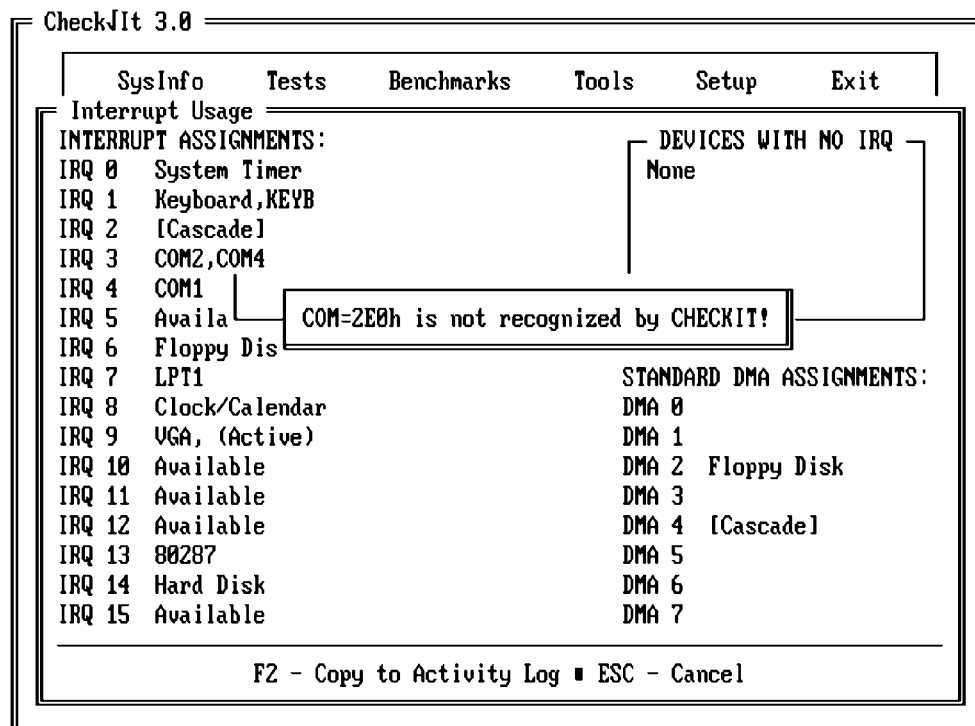 Check√It 3.0
SysInfo Tests Benchmarks Tools Setup Exit
Interrupt Usage
INTERRUPT ASSIGNMENTS:
IRQ 0 System Timer
IRQ 1 Keyboard,KEYB
IRQ 2 [Cascade]
IRQ 3 COM2,COM4
IRQ 4 COM1
IRQ 5 Availa
IRQ 6 Floppy Dis
IRQ 7 LPT1
IRQ 8 Clock/Calendar
IRQ 9 VGA, (Active)
IRQ 10 Available
IRQ 11 Available
IRQ 12 Available
IRQ 13 80287
IRQ 14 Hard Disk
IRQ 15 Available
DEVICES WITH NO IRQ
None
COM=2E0h is not recognized by CHECKIT!
STANDARD DMA ASSIGNMENTS:
DMA 0
DMA 1
DMA 2 Floppy Disk
DMA 3
DMA 4 [Cascade]
DMA 5
DMA 6
DMA 7
F2 - Copy to Activity Log ▪ ESC - Cancel